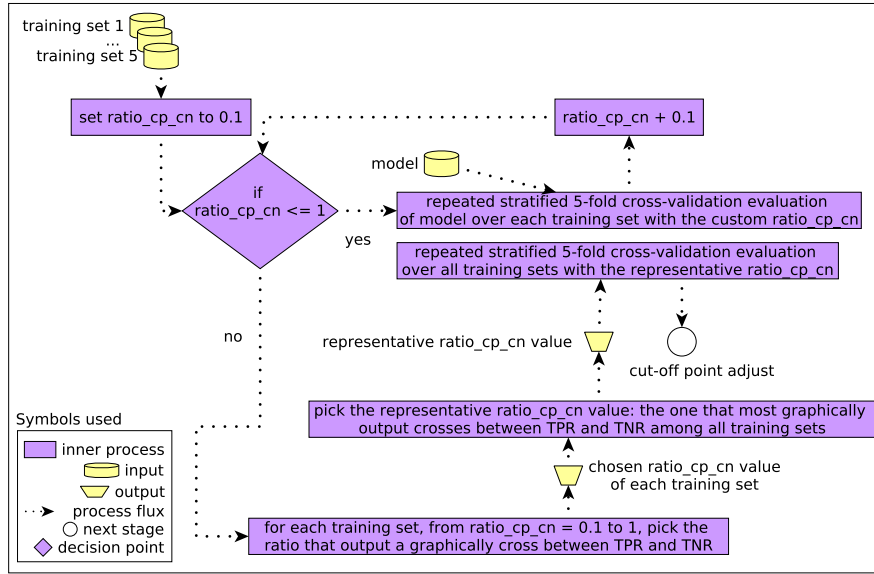 training set 1
...
training set 5
set ratio_cp_cn to 0.1
ratio_cp_cn + 0.1
if
ratio_cp_cn <= 1
model
yes
repeated stratified 5-fold cross-validation evaluation
of model over each training set with the custom ratio_cp_cn
repeated stratified 5-fold cross-validation evaluation
over all training sets with the representative ratio_cp_cn
no
representative ratio_cp_cn value
cut-off point adjust
pick the representative ratio_cp_cn value: the one that most graphically
output crosses between TPR and TNR among all training sets
chosen ratio_cp_cn value
of each training set
for each training set, from ratio_cp_cn = 0.1 to 1, pick the
ratio that output a graphically cross between TPR and TNR
Symbols used
inner process
input
output
process flux
next stage
decision point